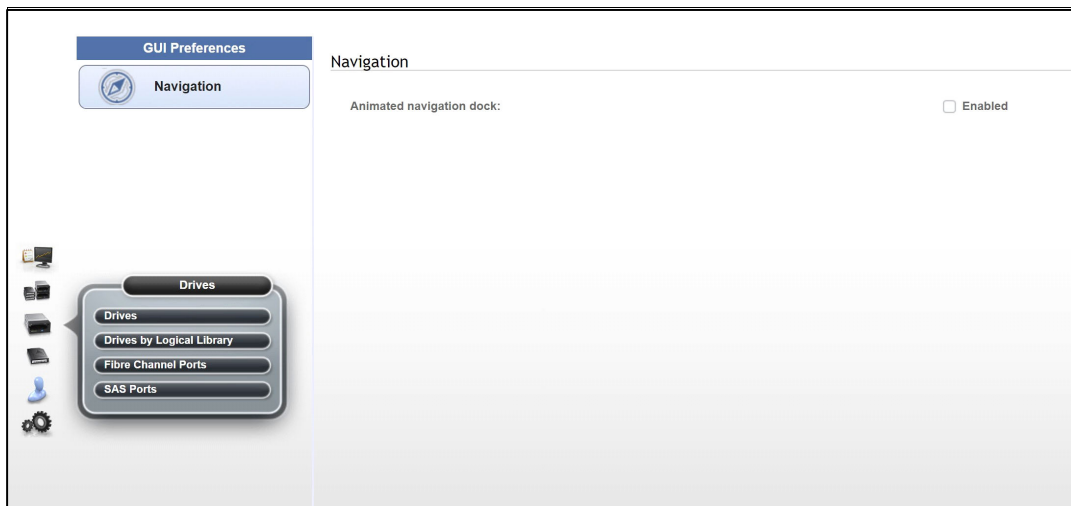 GUI Preferences
Navigation
Navigation
Animated navigation dock:
Enabled
Drives
Drives
Drives by Logical Library
Fibre Channel Ports
SAS Ports